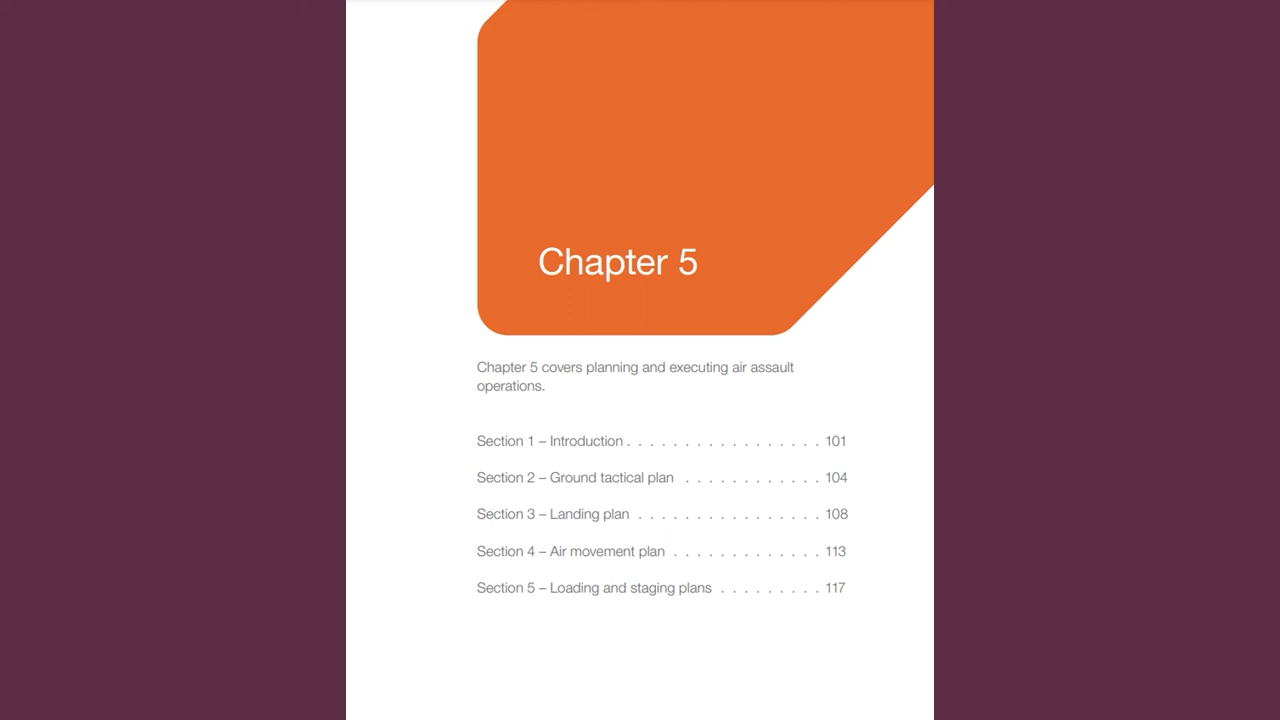 Chapter 5
Chapter 5 covers planning and executing air assault
operations.
Section 1 – Introduction . . . . . . . . . . . . . . . . . 101
Section 2 – Ground tactical plan . . . . . . . . . . . . 104
Section 3 – Landing plan . . . . . . . . . . . . . . . . 108
Section 4 – Air movement plan . . . . . . . . . . . . . 113
Section 5 – Loading and staging plans . . . . . . . . . 117